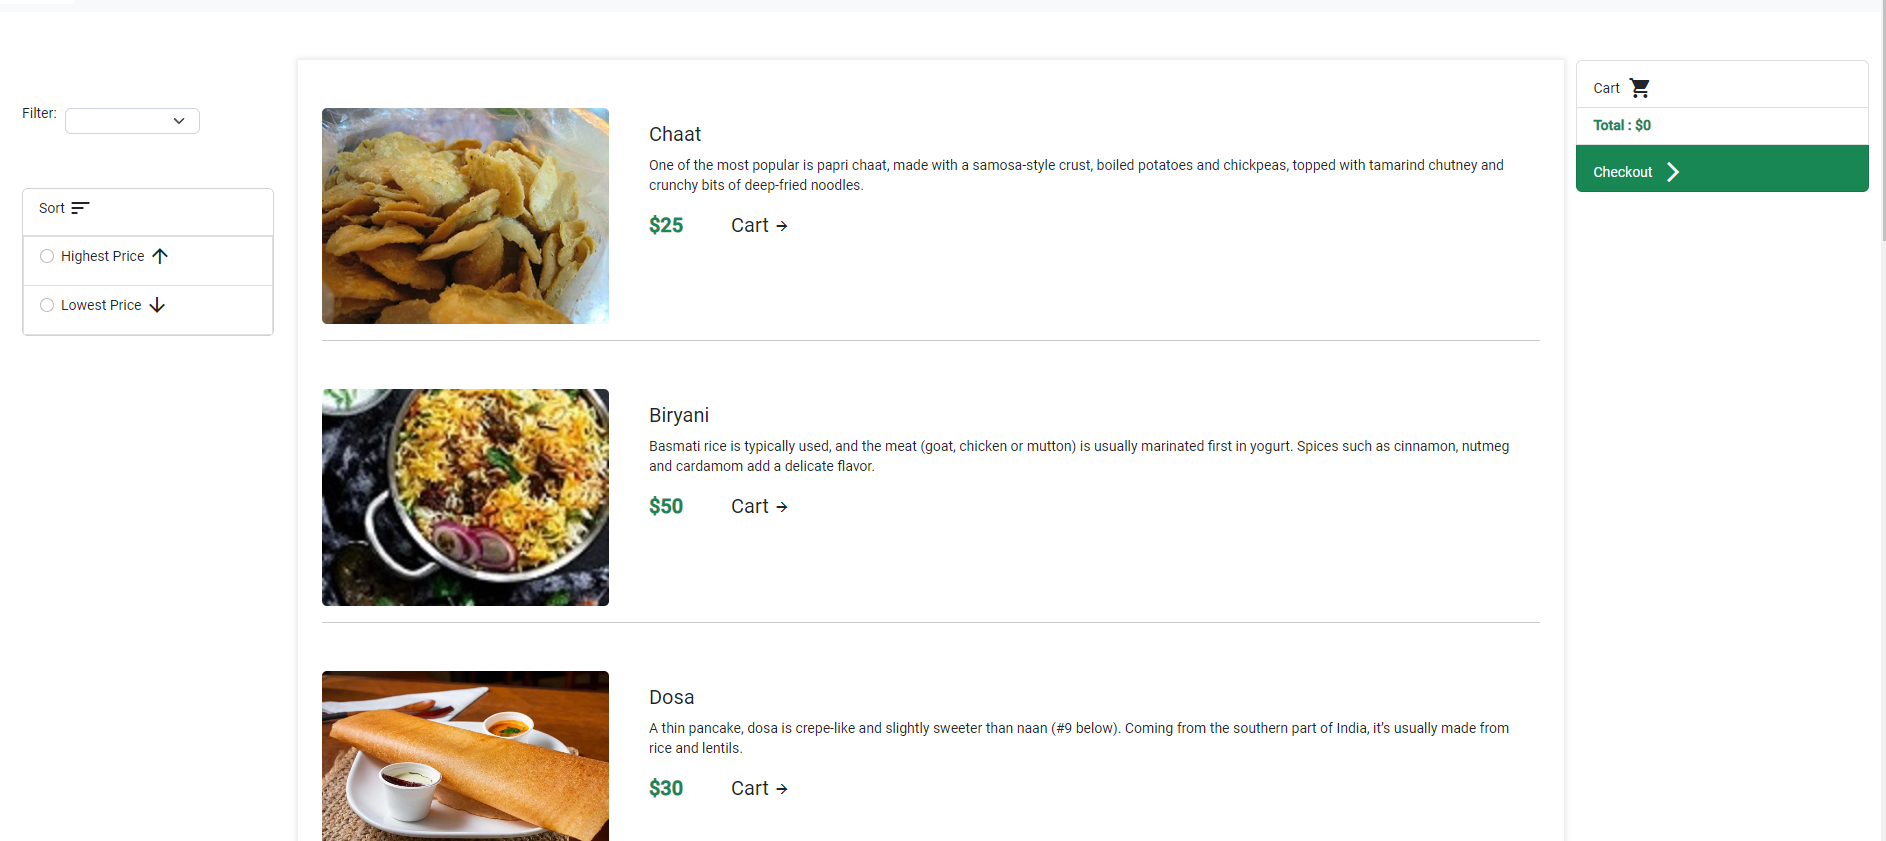 Filter:
Sort
Highest Price
Lowest Price
Chaat
One of the most popular is papri chaat, made with a samosa-style crust, boiled potatoes and chickpeas, topped with tamarind chutney and
crunchy bits of deep-fried noodles.
$25 Cart →
Biryani
Basmati rice is typically used, and the meat (goat, chicken or mutton) is usually marinated first in yogurt. Spices such as cinnamon, nutmeg
and cardamom add a delicate flavor.
$50 Cart →
Dosa
A thin pancake, dosa is crepe-like and slightly sweeter than naan (#9 below). Coming from the southern part of India, it’s usually made from
rice and lentils.
$30 Cart →
Cart
Total : $0
Checkout